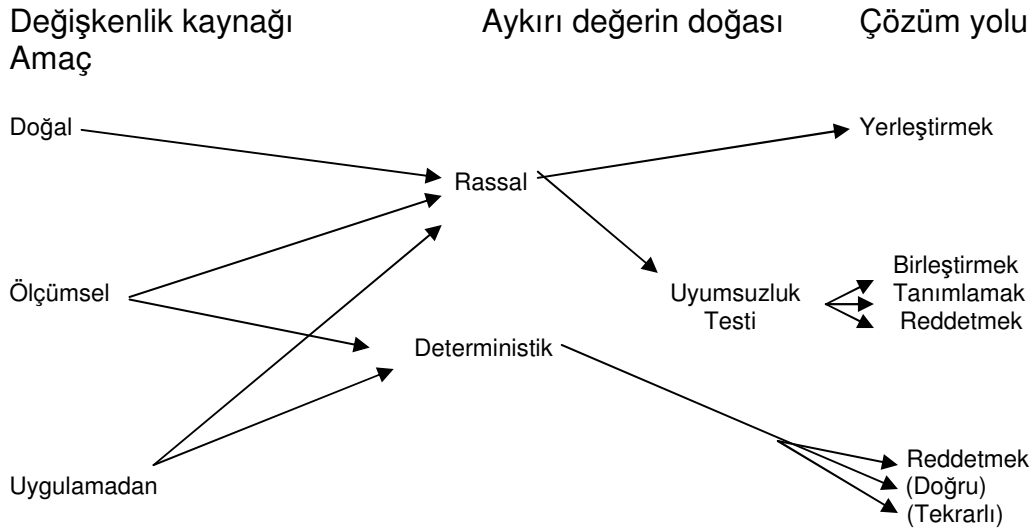 Değişkenlik kaynağı Aykırı değerin doğası Çözüm yolu
Amaç
Doğal
Yerleştirmek
Rassal
Ölçümsel
Uyumsuzluk
Testi
Birleştirmek
Tanımlamak
Reddetmek
Deterministik
Uygulamadan
Reddetmek
(Doğru)
(Tekrarlı)